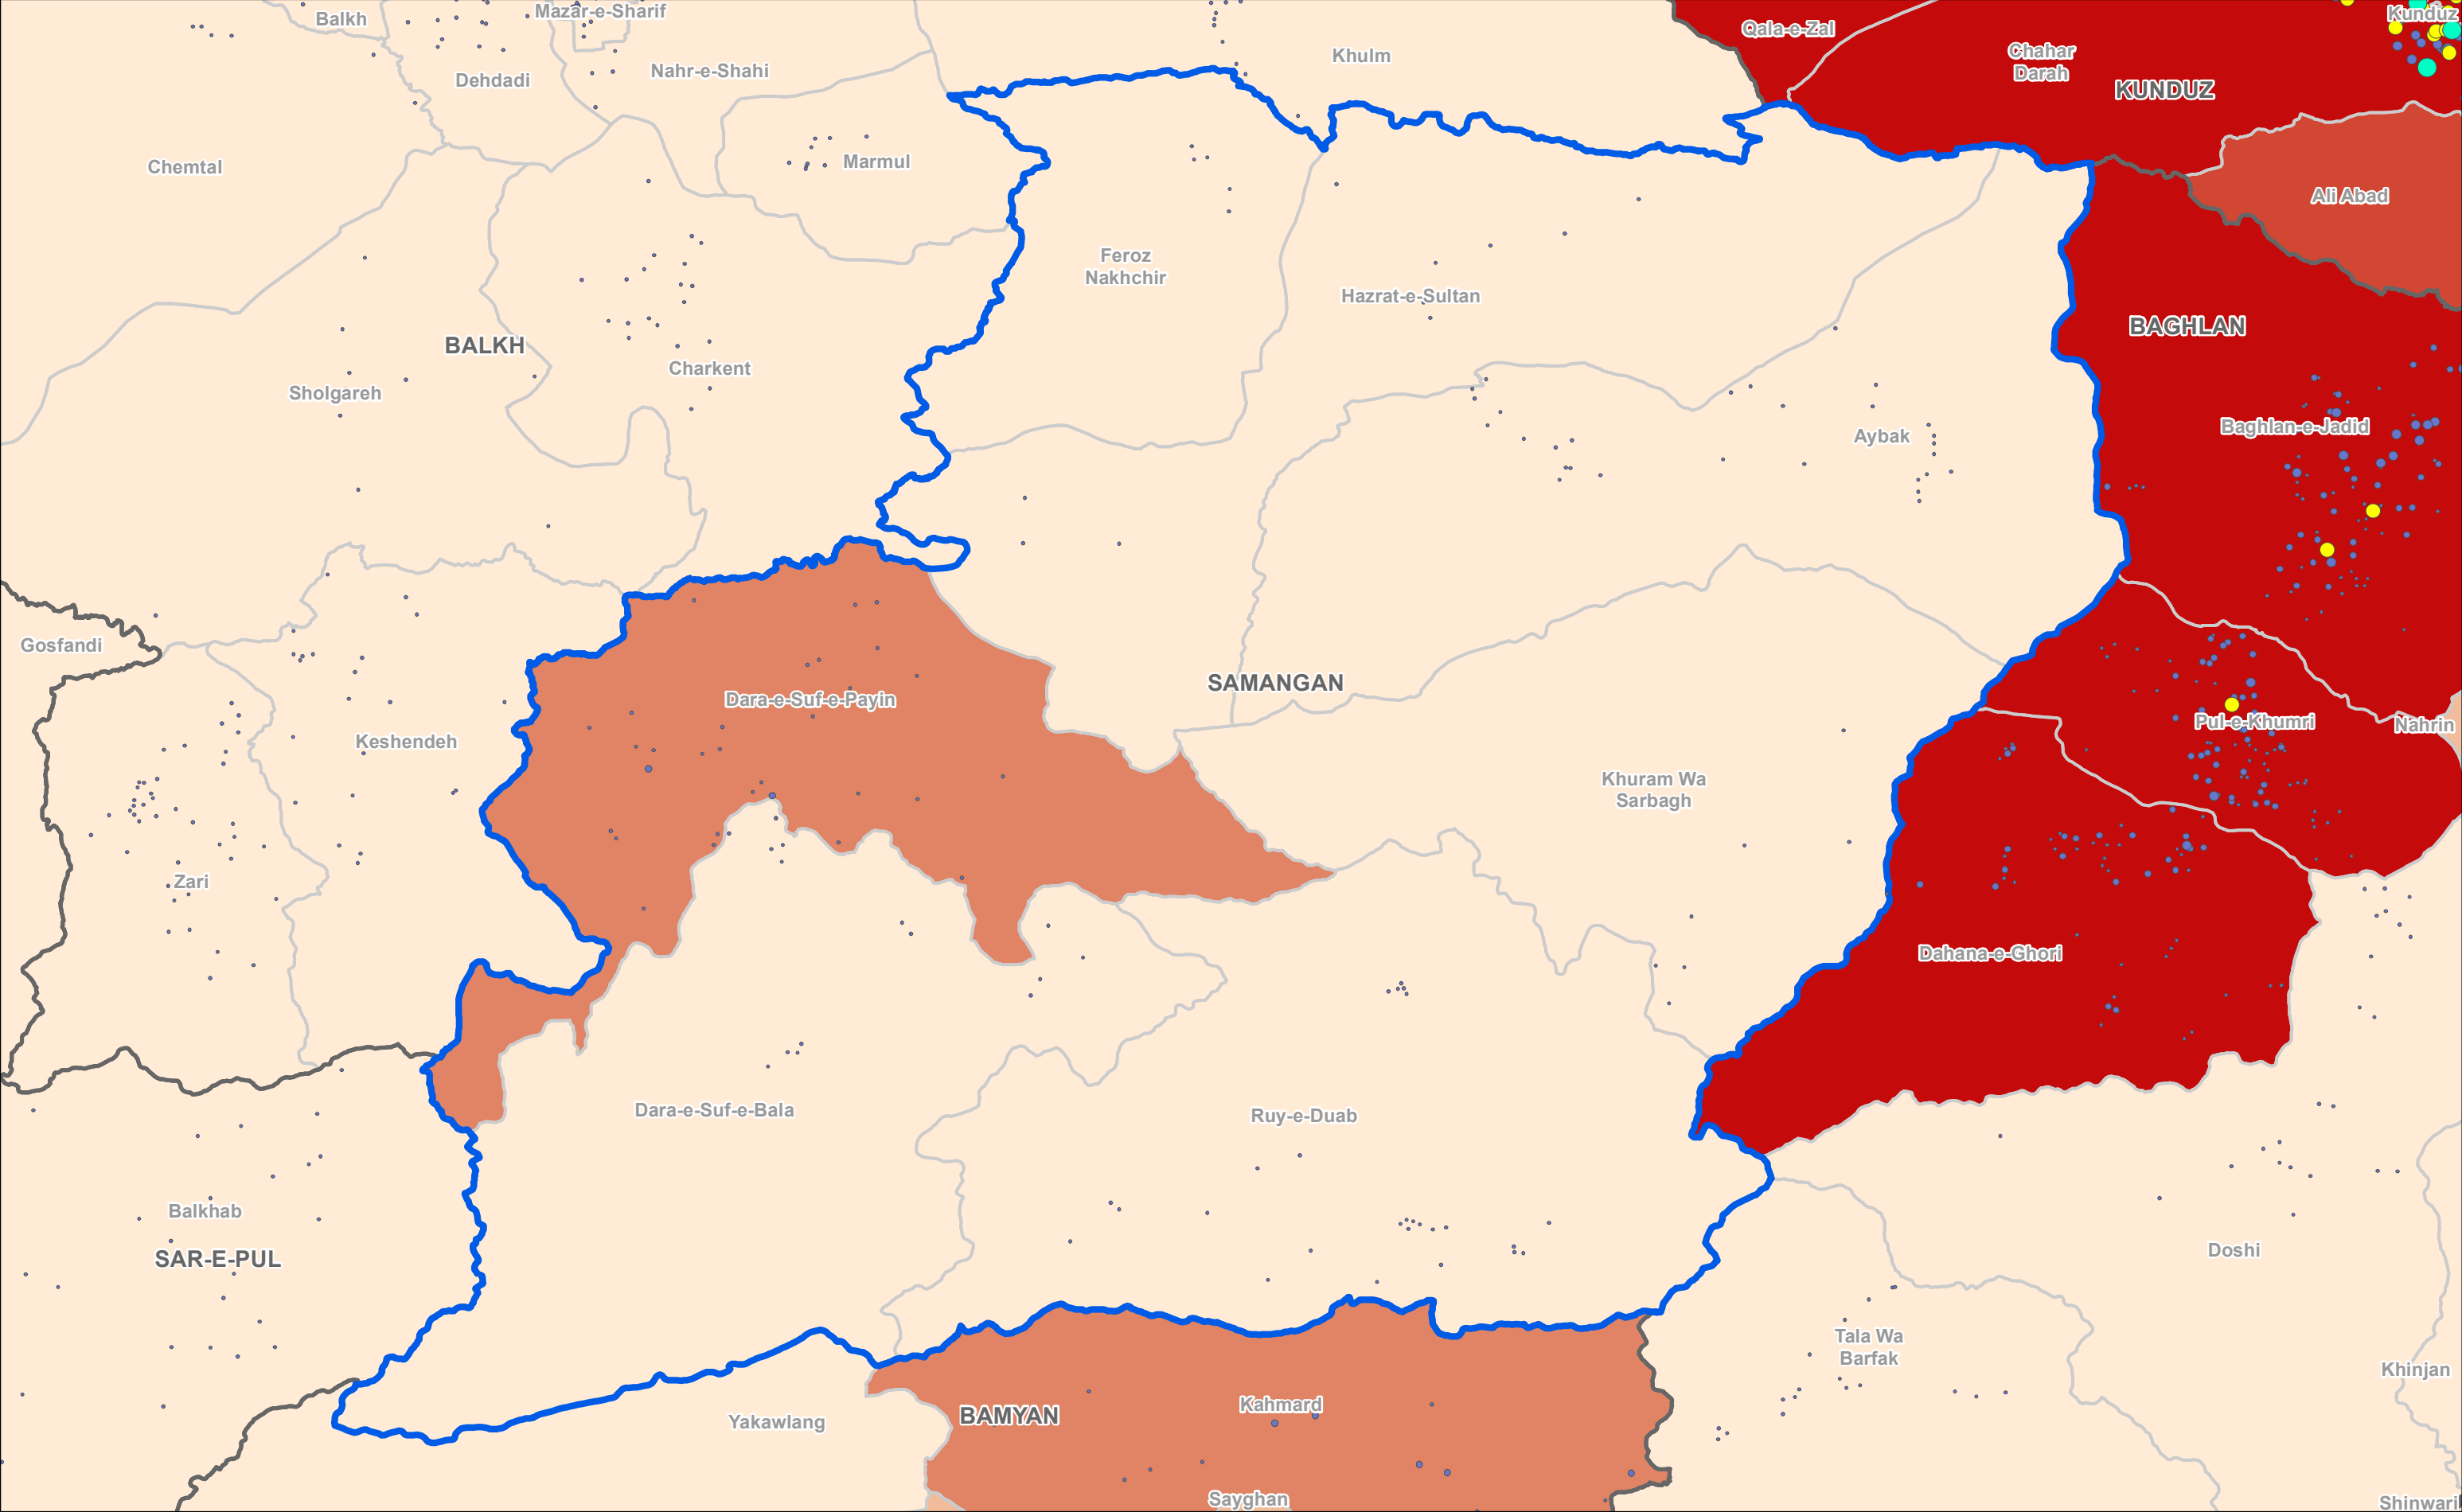 Balkh
Mazar-e-Sharif
Kunduz
Qala-e-Zal
Chahar
Darah
Khulm
Nahr-e-Shahi
Dehdadi
KUNDUZ
Chemtal
Marmul
Ali Abad
Feroz
Nakhchir
Hazrat-e-Sultan
BAGHLAN
BALKH
Charkent
Sholgareh
Baghlan-e-Jadid
Aybak
Gosfandi
SAMANGAN
Dara-e-Suf-e-Payin
Pul-e-Khumri
Nahrin
Keshendeh
Khuram Wa
Sarbagh
Zari
Dahana-e-Ghori
Dara-e-Suf-e-Bala
Ruy-e-Duab
Balkhab
SAR-E-PUL
Doshi
Tala Wa
Barfak
Khinjan
Kahmard
BAMYAN
Yakawlang
Sayghan
Shinwari